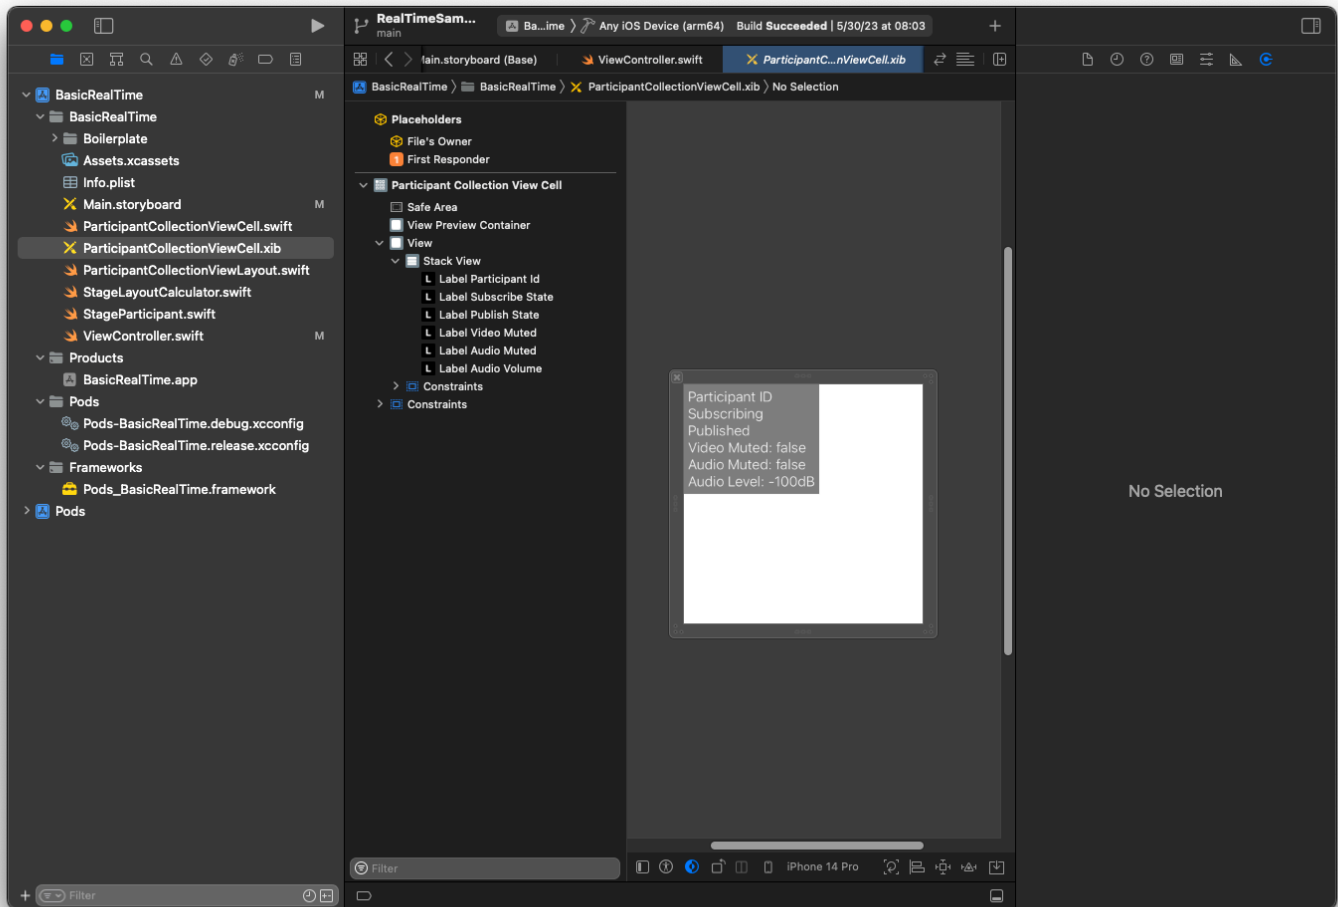 RealTimeSam...
main
Ba...ime 〉 Any iOS Device (arm64) Build Succeeded | 5/30/23 at 08:03
BasicRealTime M
BasicRealTime
Boilerplate
Assets.xcassets
Info.plist
Main.storyboard M
ParticipantCollectionViewCell.swift
ParticipantCollectionViewCell.xib
ParticipantCollectionViewLayout.swift
StageLayoutCalculator.swift
StageParticipant.swift
ViewController.swift M
Products
BasicRealTime.app
Pods
Pods-BasicRealTime.debug.xcconfig
Pods-BasicRealTime.release.xcconfig
Frameworks
Pods_BasicRealTime.framework
Pods
Filter
Main.storyboard (Base) ViewController.swift ParticipantC...nViewCell.xib
BasicRealTime 〉 BasicRealTime 〉 ParticipantCollectionViewCell.xib 〉 No Selection
Placeholders
File's Owner
1 First Responder
Participant Collection View Cell
Safe Area
View Preview Container
View
Stack View
L Label Participant Id
L Label Subscribe State
L Label Publish State
L Label Video Muted
L Label Audio Muted
L Label Audio Volume
Constraints
Constraints
Filter
Participant ID
Subscribing
Published
Video Muted: false
Audio Muted: false
Audio Level: -100dB
iPhone 14 Pro
No Selection